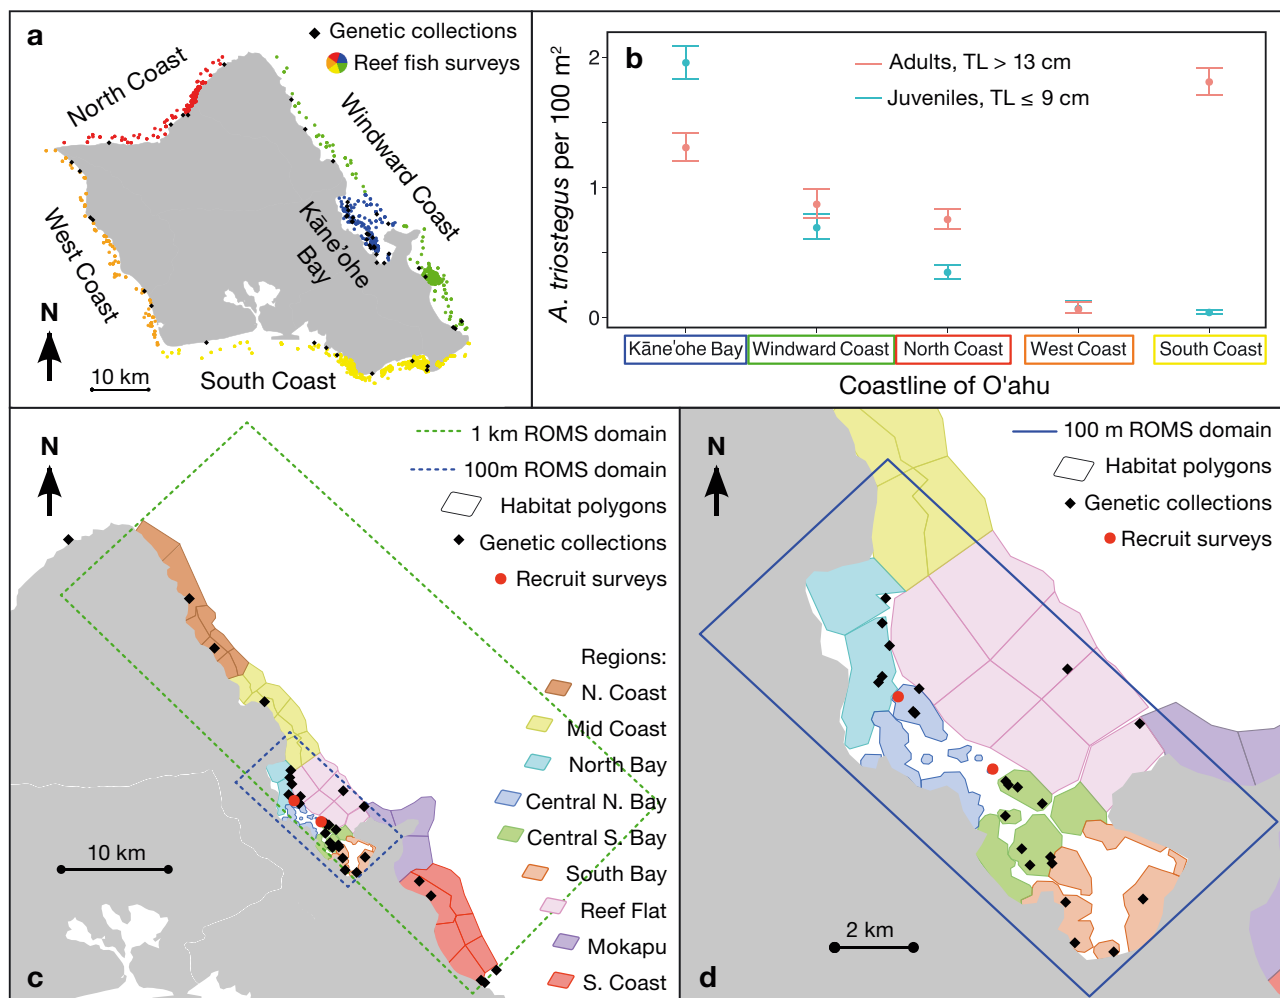 a
Genetic collections
Reef fish surveys
North Coast
Windward Coast
Kāne'ohe
Bay
West Coast
N
10 km
South Coast
b
Adults, TL > 13 cm
Juveniles, TL ≤ 9 cm
A. triostegus per 100 m²
2
1
0
Kāne'ohe Bay
Windward Coast
North Coast
West Coast
South Coast
Coastline of O'ahu
N
1 km ROMS domain
100m ROMS domain
Habitat polygons
Genetic collections
Recruit surveys
Regions:
N. Coast
Mid Coast
North Bay
Central N. Bay
Central S. Bay
South Bay
Reef Flat
Mokapu
S. Coast
10 km
c
N
100 m ROMS domain
Habitat polygons
Genetic collections
Recruit surveys
2 km
d